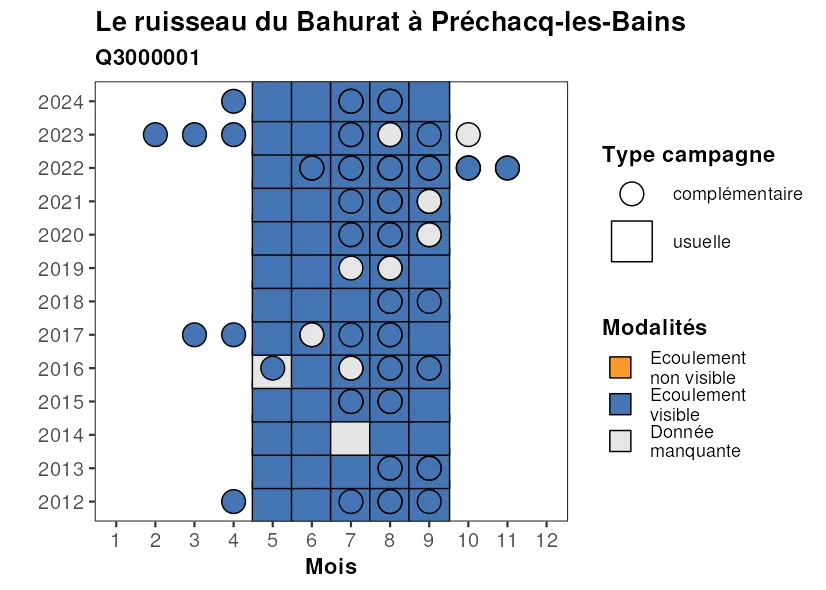 Le ruisseau du Bahurat à Préchacq-les-Bains
Q3000001
2024
2023
2022
2021
2020
2019
2018
2017
2016
2015
2014
2013
2012
1 2 3 4 5 6 7 8 9 10 11 12
Mois
Type campagne
complémentaire
usuelle
Modalités
Ecoulement
non visible
Ecoulement
visible
Donnée
manquante